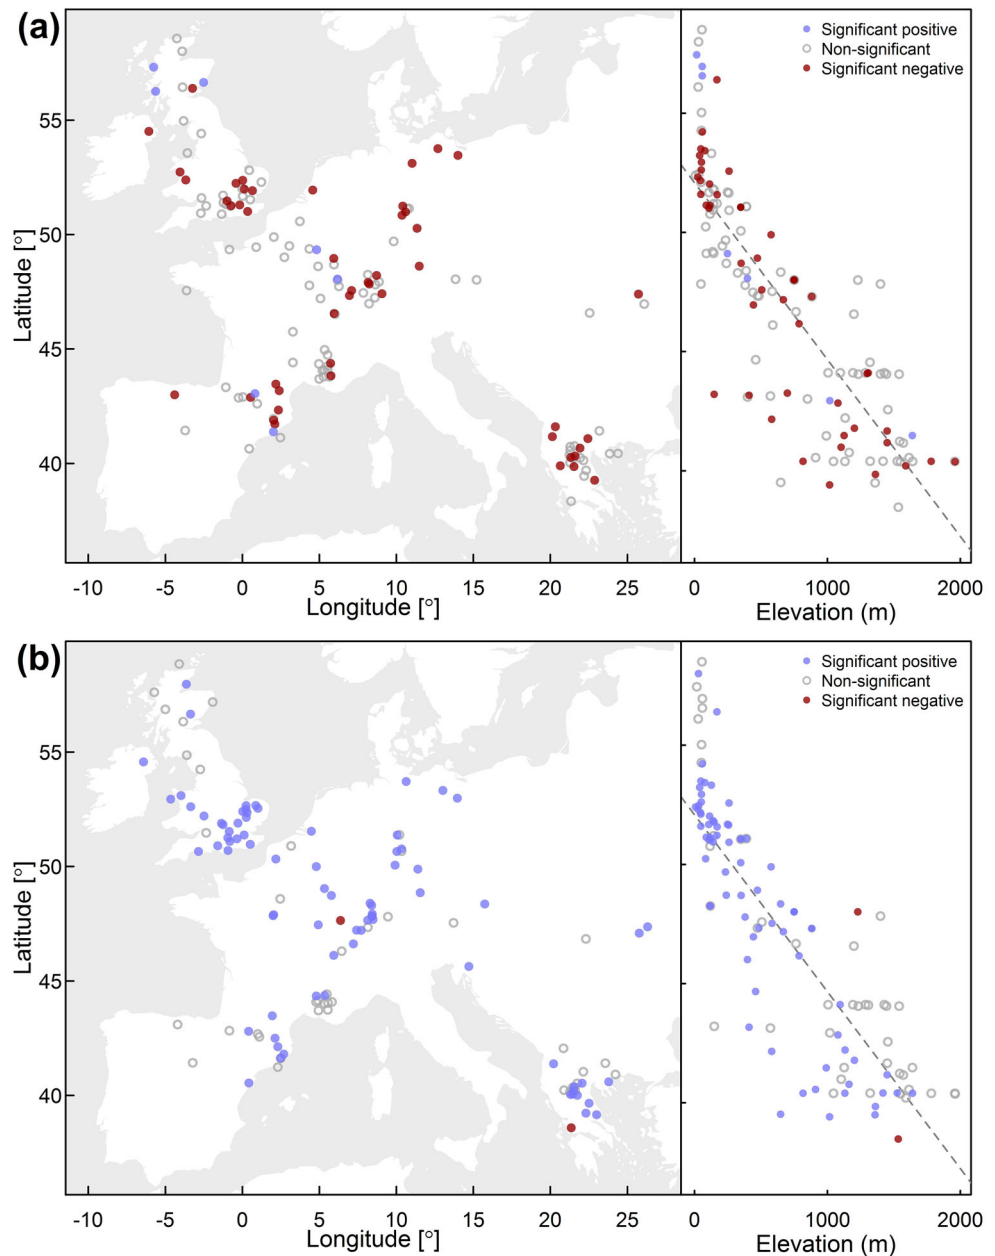 (a)
Significant positive
Non-significant
Significant negative
55
50
45
40
Latitude [°]
-10 -5 0 5 10 15 20 25
Longitude [°]
0 1000 2000
Elevation (m)
(b)
Significant positive
Non-significant
Significant negative
55
50
45
40
Latitude [°]
-10 -5 0 5 10 15 20 25
Longitude [°]
0 1000 2000
Elevation (m)